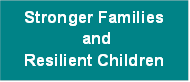 Stronger Families
and
Resilient Children